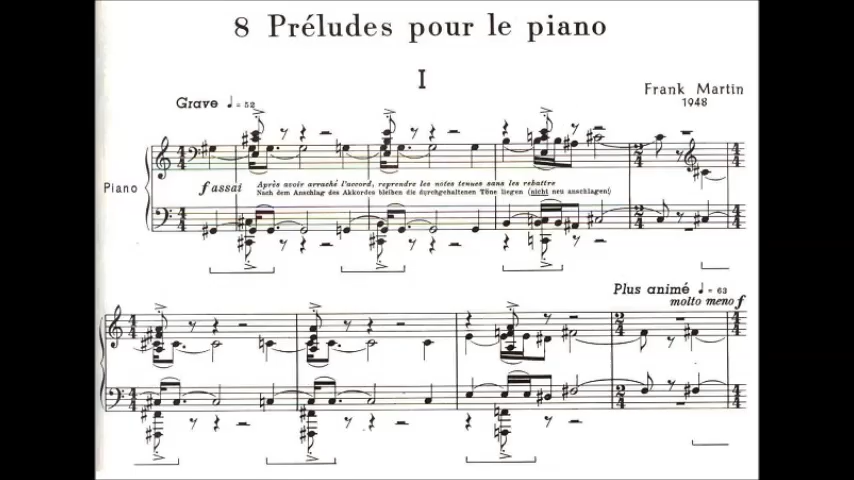 8 Préludes pour le piano
I
Frank Martin
1948
Grave ♩= 52
Piano
f assai
Après avoir arraché l'accord, reprendre les notes tenues sans les rebattre
Nach dem Anschlag des Akkordes bleiben die durchgehaltenen Töne liegen (nicht neu anschlagen)
Plus animé ♩= 63
molto meno f